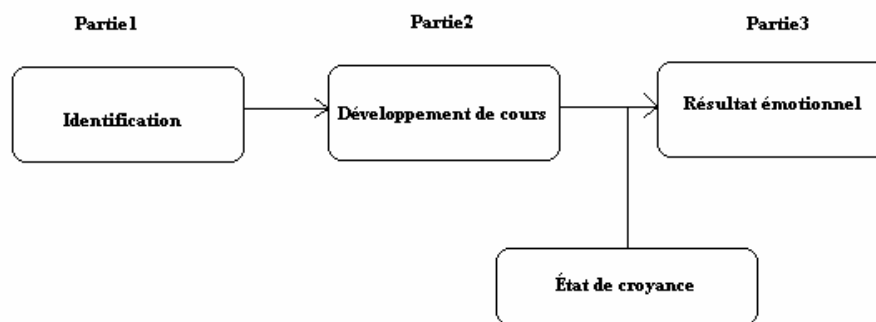 Partie1
Partie2
Partie3
Identification
Développement de cours
Résultat émotionnel
État de croyance